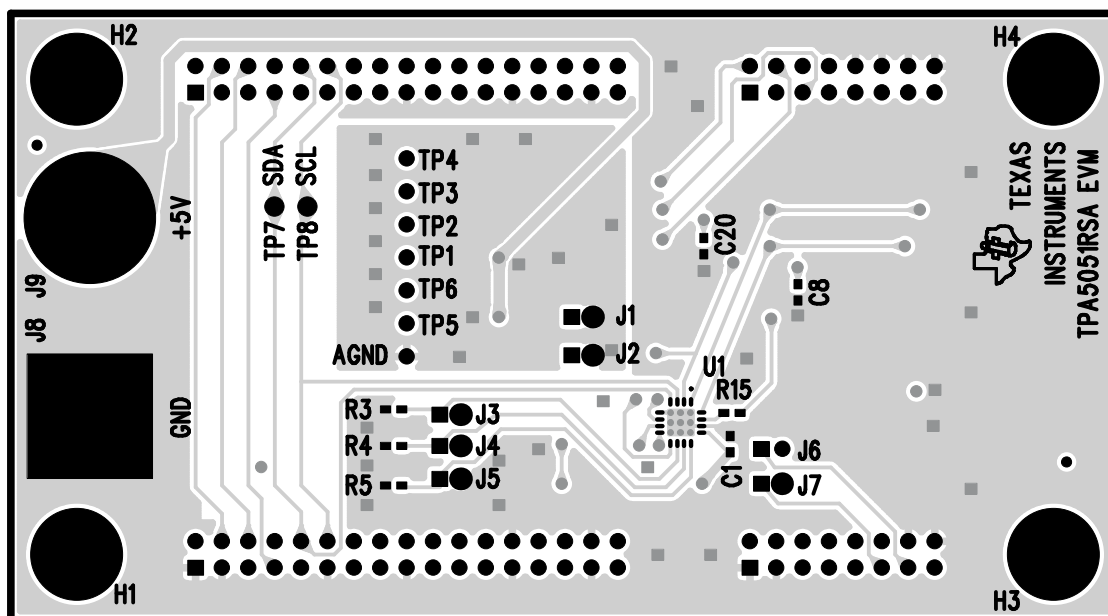 H2
H4
TP7 SDA
TP8 SCL
TP4
TP3
TP2
TP1
TP6
TP5
AGND
+5V
J9
J8
GND
C20
C8
TEXAS
INSTRUMENTS
TPA5051RSA EVM
J1
J2
U1
R15
R3
R4
R5
J3
J4
J5
C1
J6
J7
H1
H3